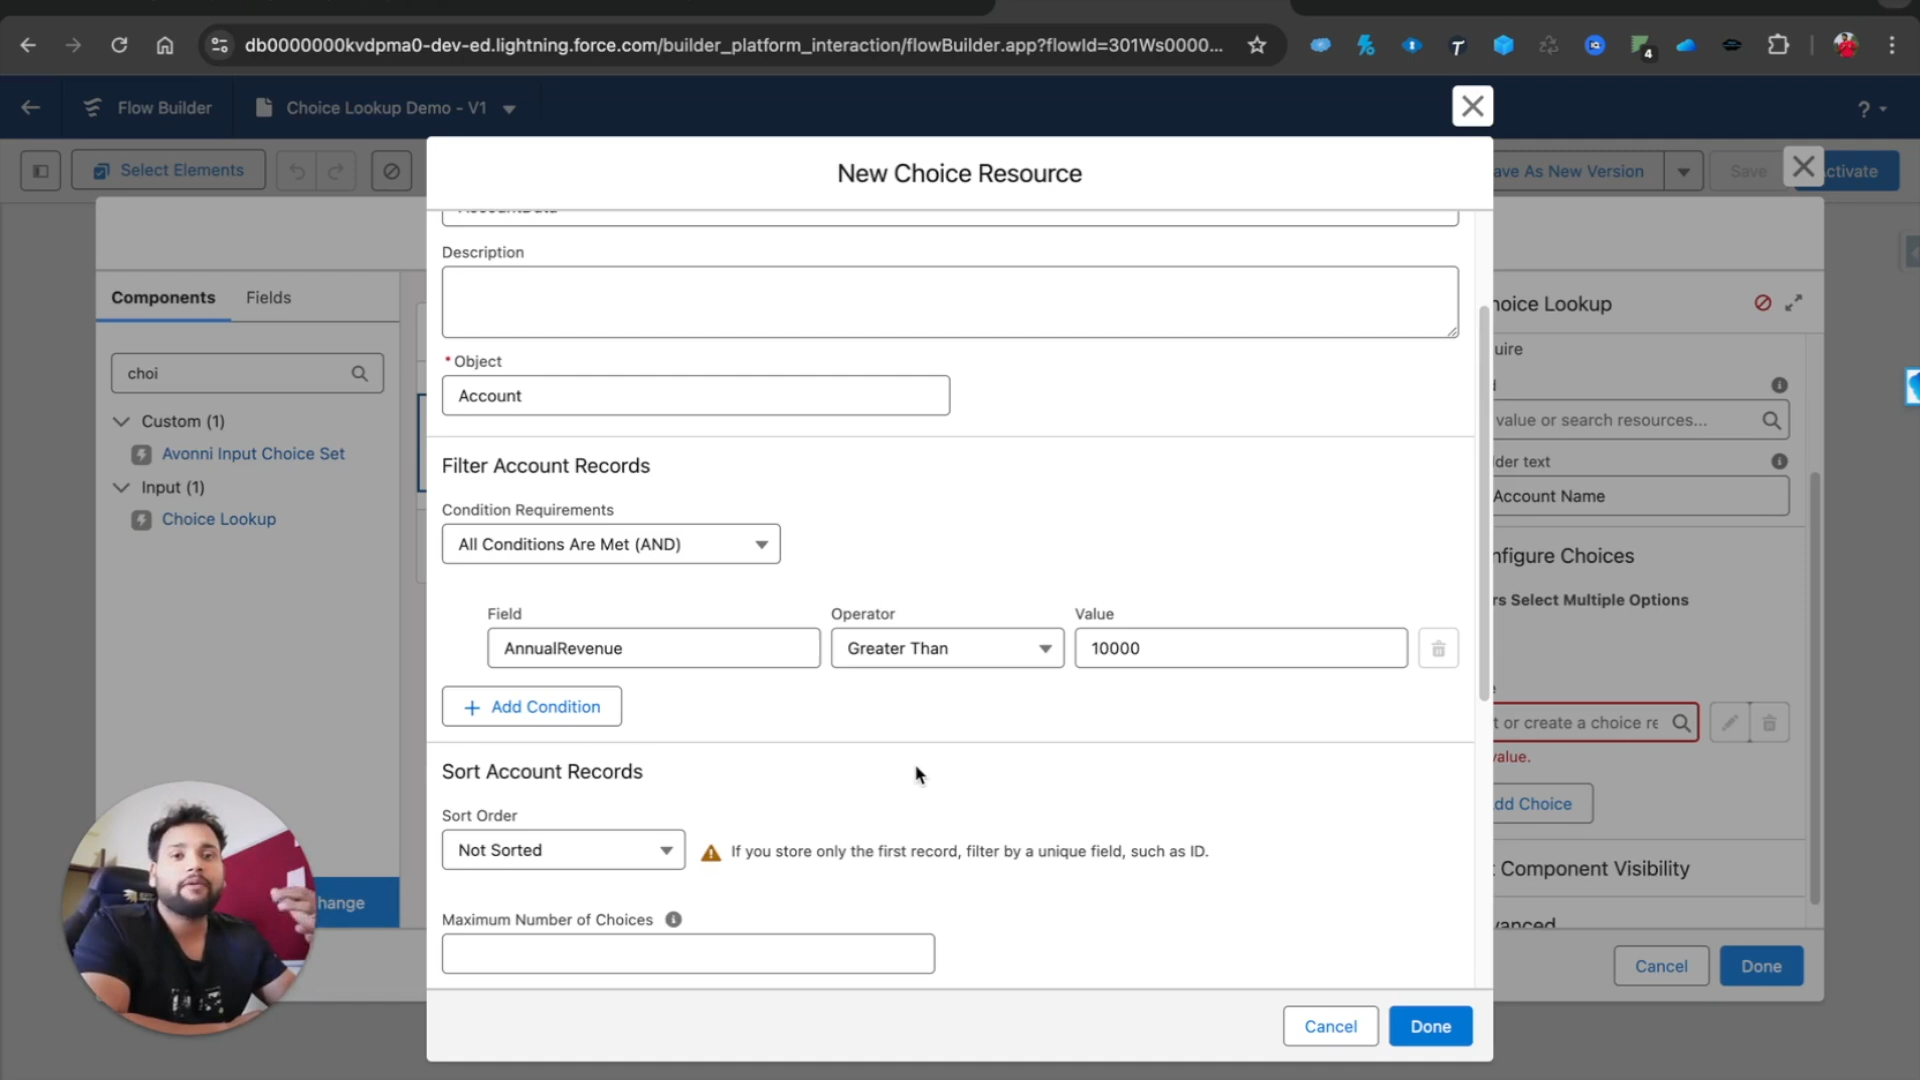 db0000000kvdpma0-dev-ed.lightning.force.com/builder_platform_interaction/flowBuilder.app?flowId=301Ws0000...
4
Flow Builder
Choice Lookup Demo - V1
?
Select Elements
ave As New Version
Save
ctivate
New Choice Resource
Components
Fields
choi
Custom (1)
Avonni Input Choice Set
Input (1)
Choice Lookup
hange
Description
* Object
Account
Filter Account Records
Condition Requirements
All Conditions Are Met (AND)
Field
Operator
Value
AnnualRevenue
Greater Than
10000
+ Add Condition
Sort Account Records
Sort Order
Not Sorted
If you store only the first record, filter by a unique field, such as ID.
Maximum Number of Choices
Cancel
Done
hoice Lookup
uire
value or search resources...
der text
Account Name
nfigure Choices
rs Select Multiple Options
t or create a choice re
value.
dd Choice
t Component Visibility
vanced
Cancel
Done